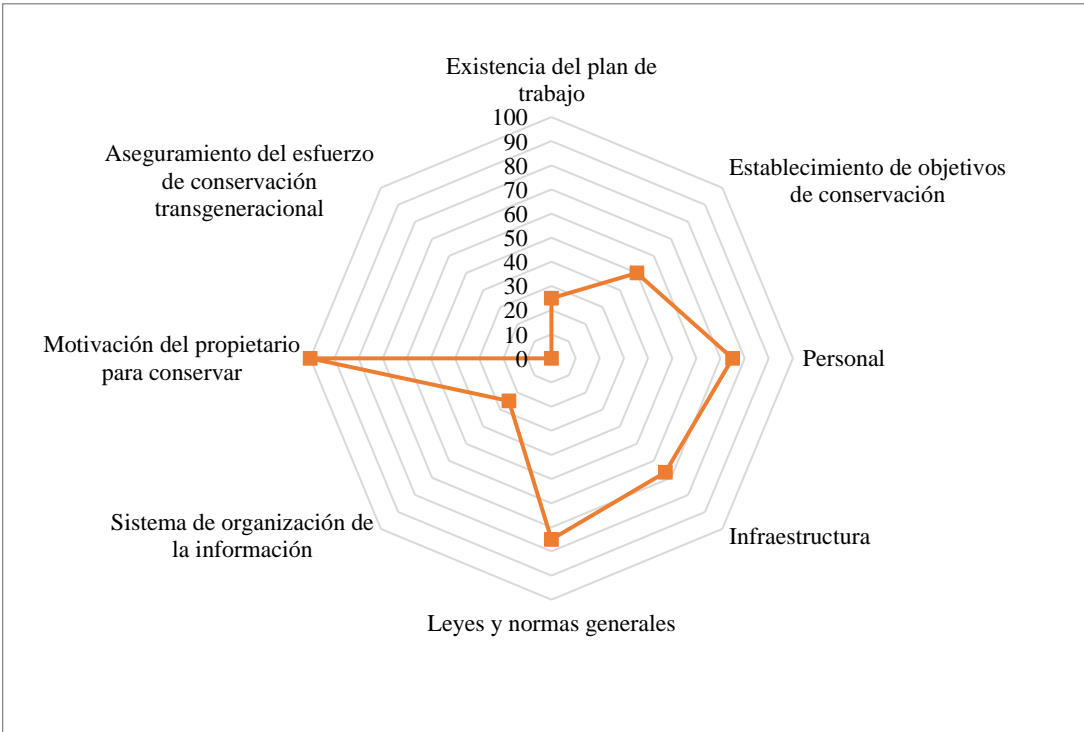 Existencia del plan de
trabajo
100
90
80
70
60
50
40
30
20
10
0
Establecimiento de objetivos
de conservación
Personal
Infraestructura
Leyes y normas generales
Sistema de organización de
la información
Motivación del propietario
para conservar
Aseguramiento del esfuerzo
de conservación
transgeneracional